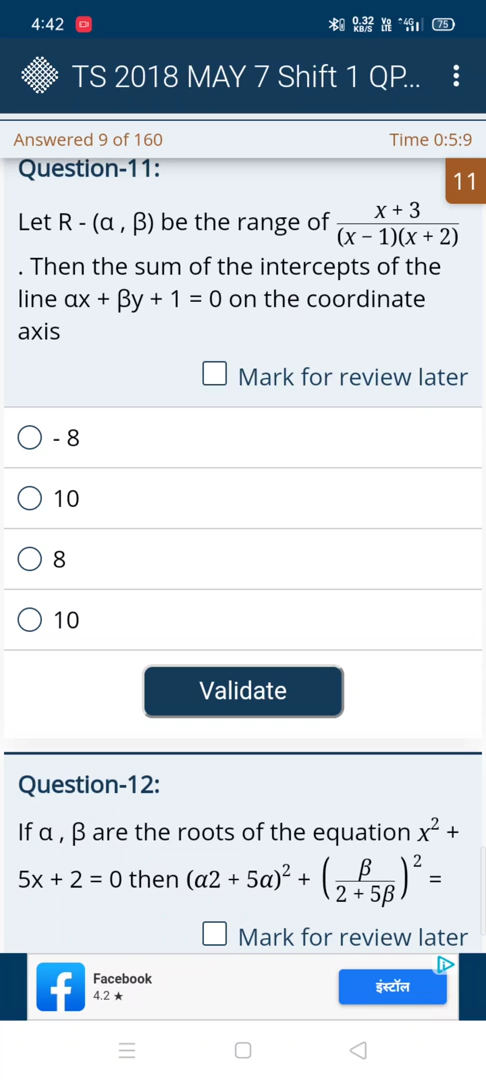 4:42 0.32 KB/S Vo LTE 4G 75
TS 2018 MAY 7 Shift 1 QP...
Answered 9 of 160 Time 0:5:9
Question-11: 11
Let R - (α , β) be the range of (x + 3)/((x − 1)(x + 2))
. Then the sum of the intercepts of the
line αx + βy + 1 = 0 on the coordinate
axis
Mark for review later
- 8
10
8
10
Validate
Question-12:
If α , β are the roots of the equation x² +
5x + 2 = 0 then (α2 + 5α)² + (β/(2 + 5β))² =
Mark for review later
Facebook
4.2 ★
इंस्टॉल